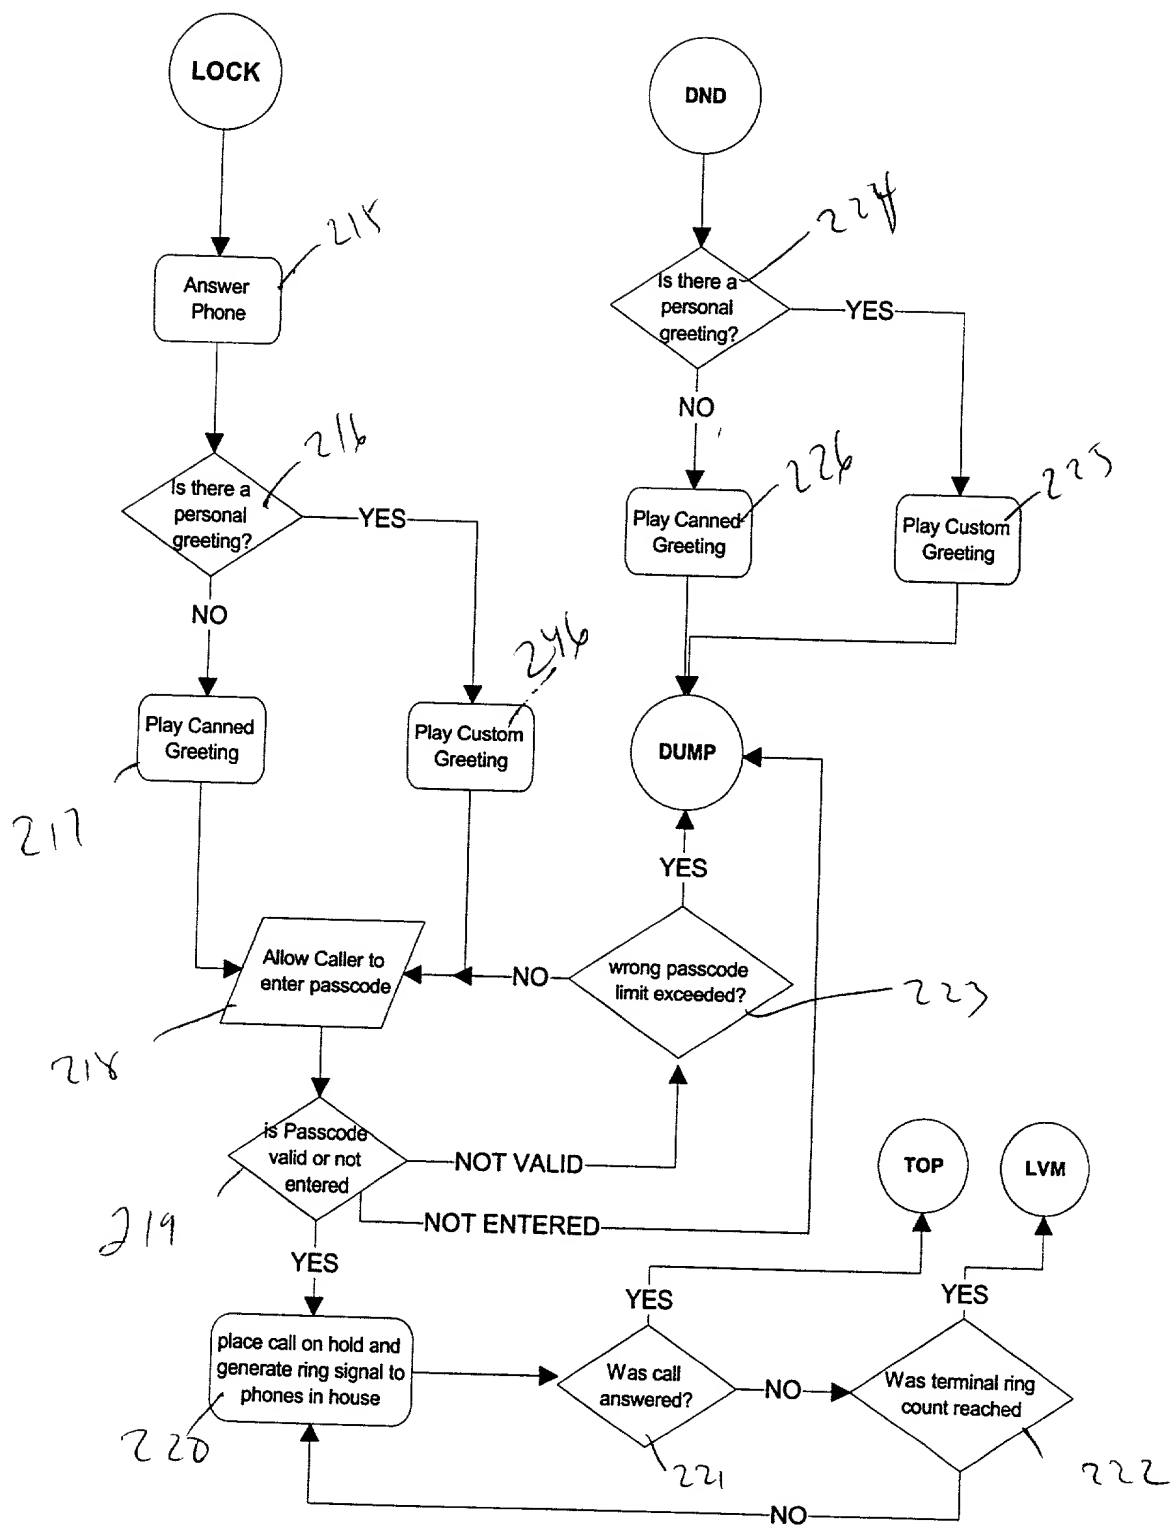 LOCK
DND
215
224
Answer
Phone
Is there a
personal
greeting?
YES
NO
216
226
225
Is there a
personal
greeting?
YES
Play Canned
Greeting
Play Custom
Greeting
NO
246
Play Canned
Greeting
Play Custom
Greeting
DUMP
217
YES
Allow Caller to
enter passcode
NO
wrong passcode
limit exceeded?
223
218
is Passcode
valid or not
entered
NOT VALID
TOP
LVM
219
NOT ENTERED
YES
YES
YES
place call on hold and
generate ring signal to
phones in house
Was call
answered?
NO
Was terminal ring
count reached
220
221
222
NO